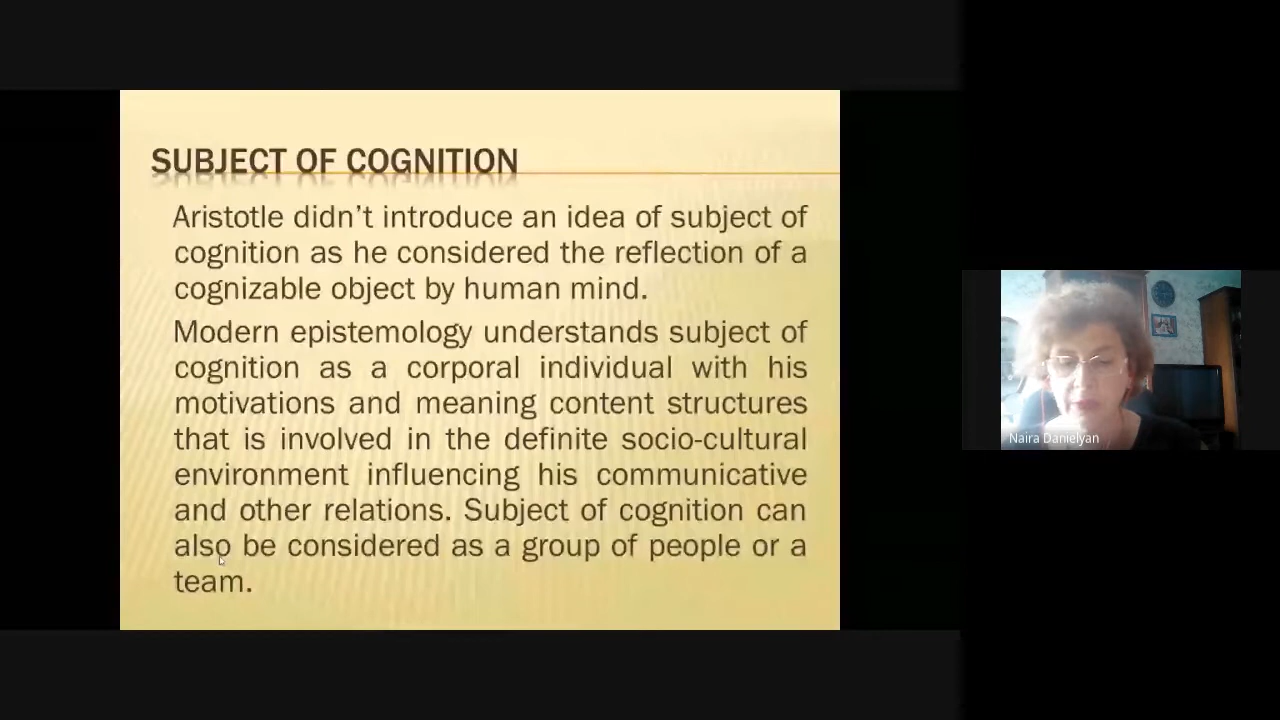 SUBJECT OF COGNITION
Aristotle didn’t introduce an idea of subject of
cognition as he considered the reflection of a
cognizable object by human mind.
Modern epistemology understands subject of
cognition as a corporal individual with his
motivations and meaning content structures
that is involved in the definite socio-cultural
environment influencing his communicative
and other relations. Subject of cognition can
also be considered as a group of people or a
team.
Naira Danielyan